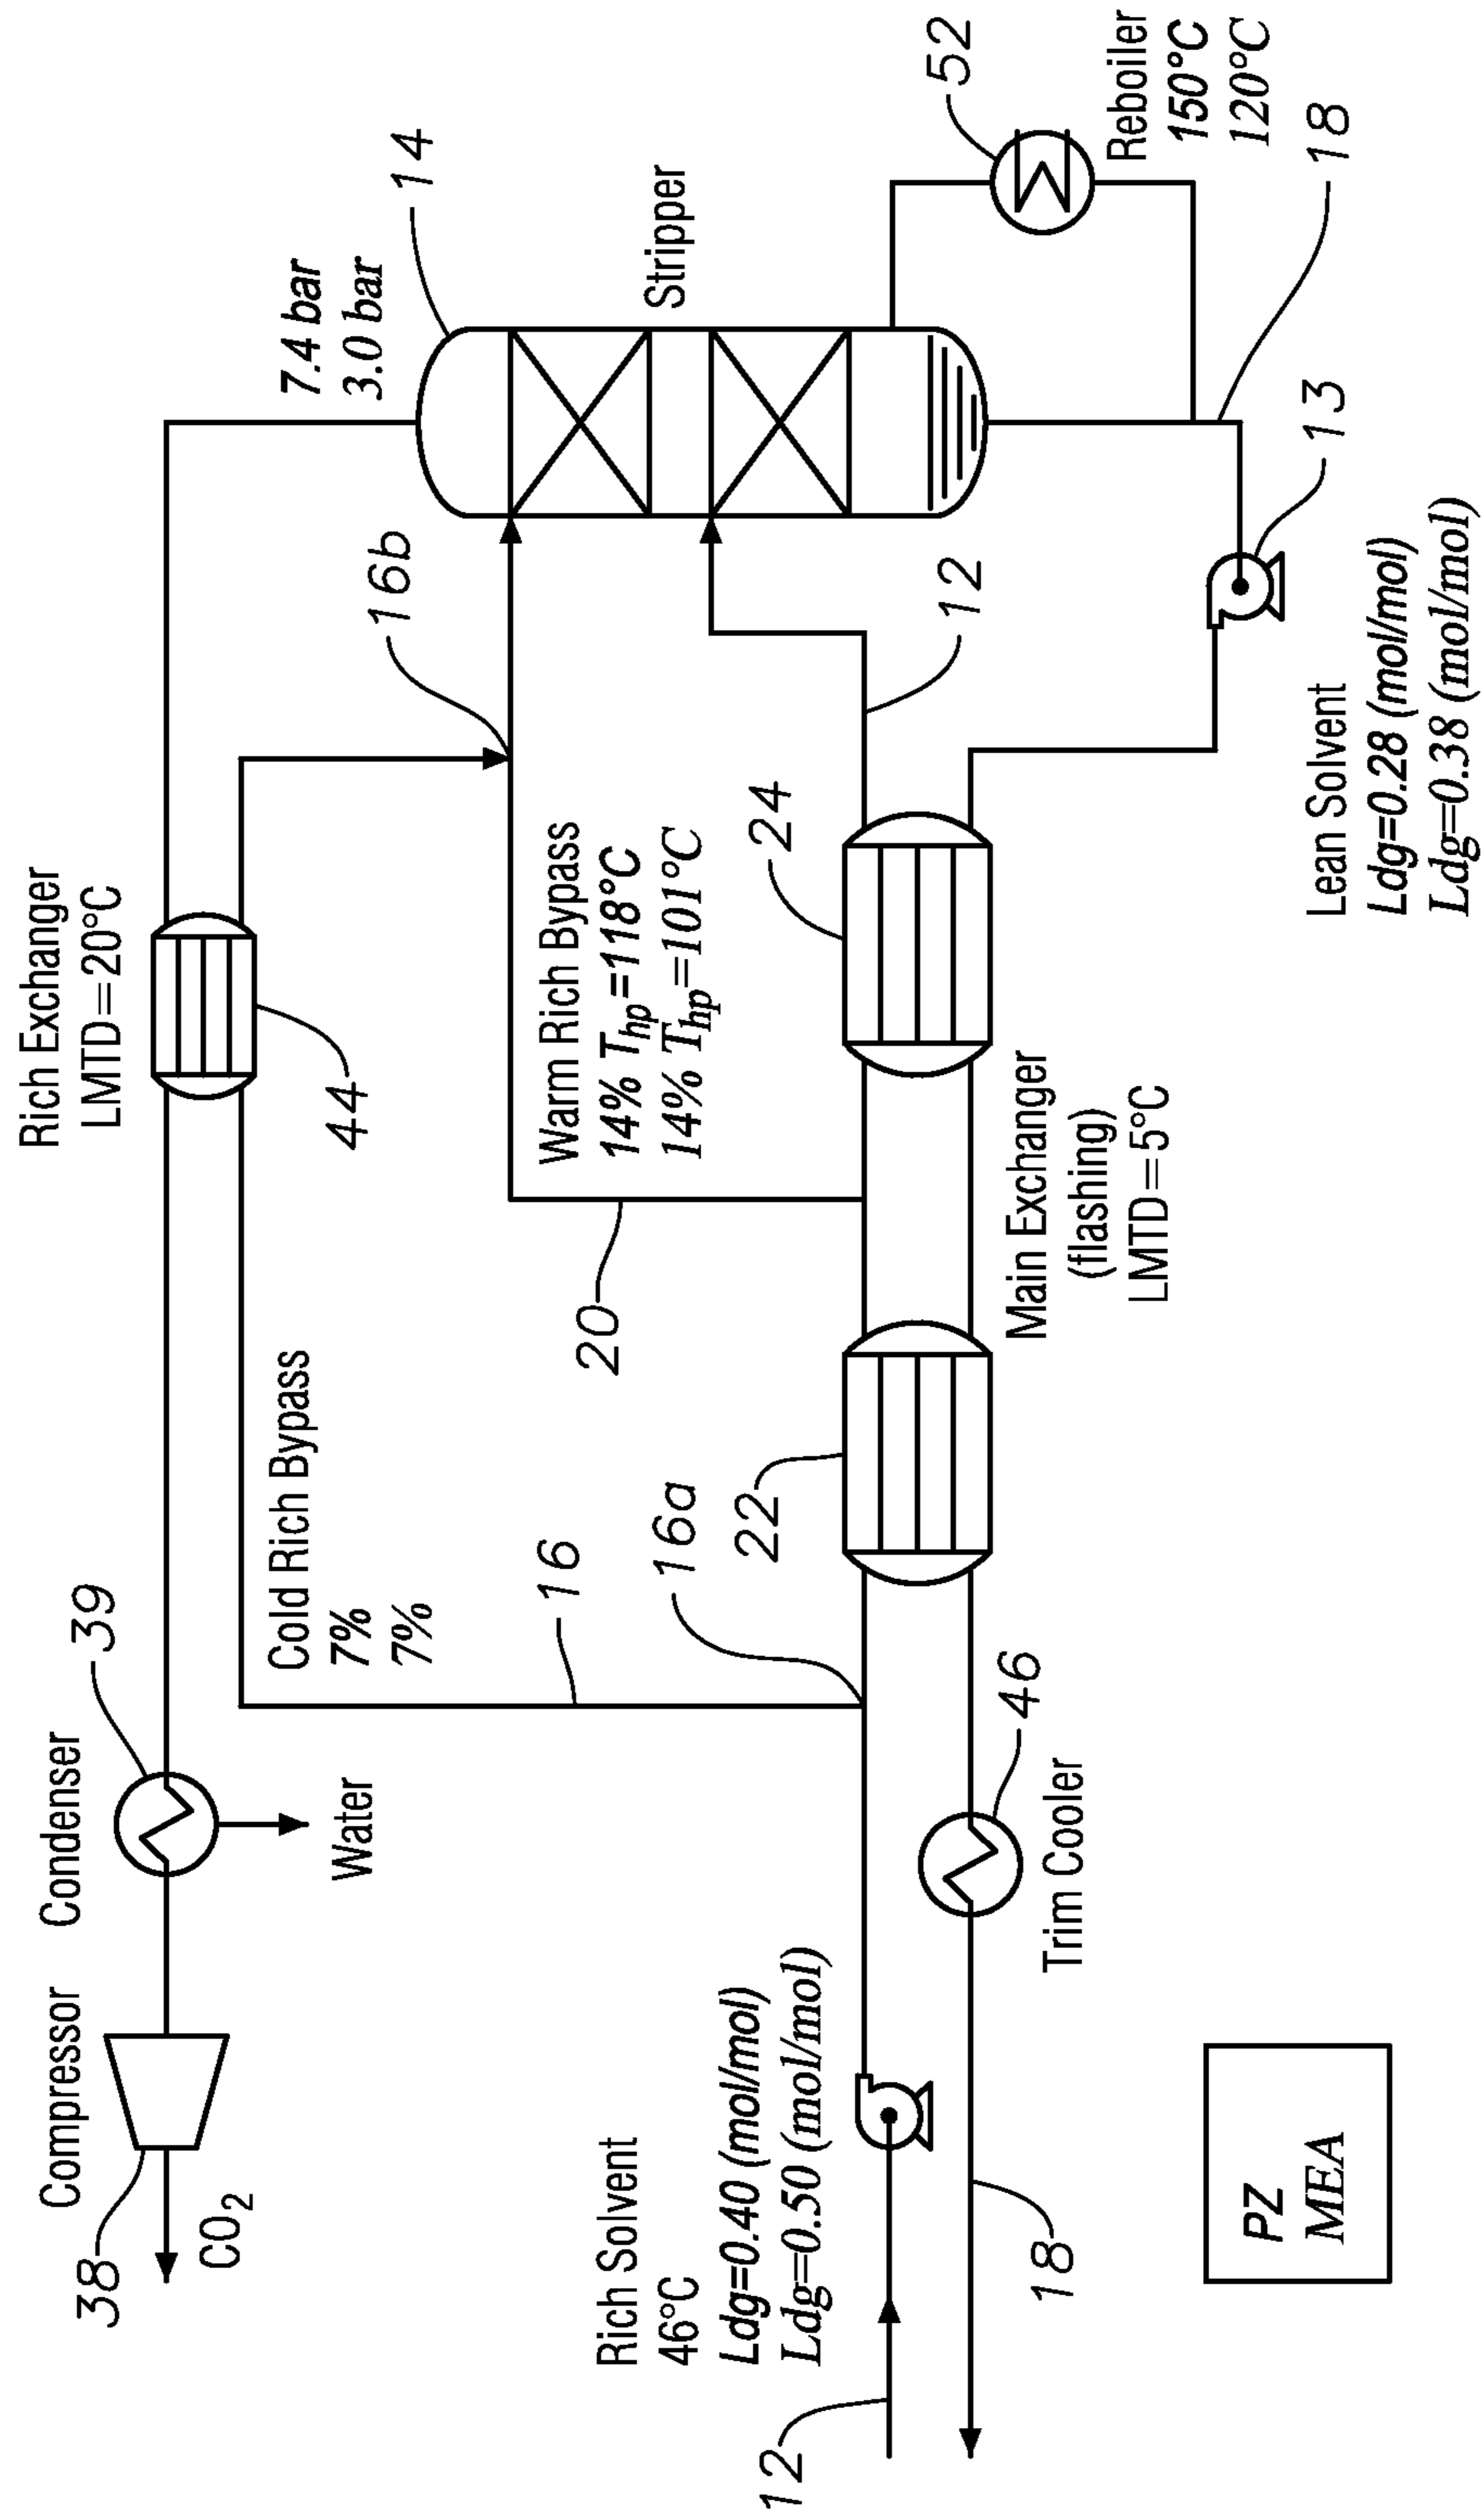 Compressor
Condenser
Rich Exchanger
LMTD=20°C
38
CO2
39
Water
44
Cold Rich Bypass
7%
7%
7.4 bar
3.0 bar
14
16b
Stripper
16
16a
20
Warm Rich Bypass
14% Thp=118°C
14% Thp=101°C
Rich Solvent
46°C
Ldg=0.40 (mol/mol)
Ldg=0.50 (mol/mol)
22
24
12
12
52
Reboiler
150°C
120°C
46
Trim Cooler
Main Exchanger
(flashing)
LMTD=5°C
18
18
13
Lean Solvent
Ldg=0.28 (mol/mol)
Ldg=0.38 (mol/mol)
PZ
MEA